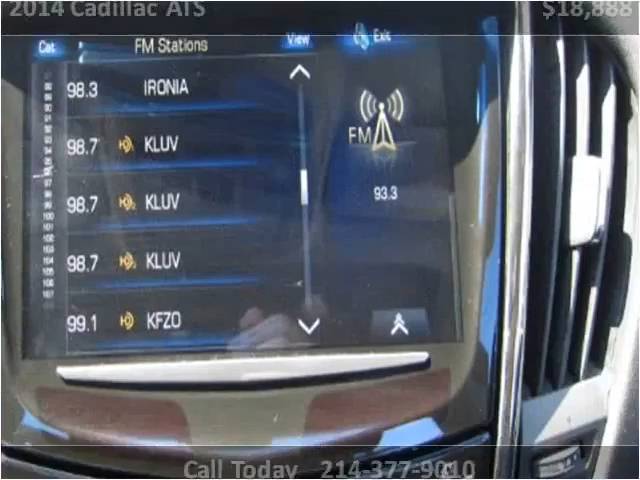 2014 Cadillac ATS $18,888
Cat FM Stations View Exit
98.3 IRONIA
98.7 KLUV
98.7 KLUV
98.7 KLUV
99.1 KFZO
FM
93.3
Call Today 214-377-9010